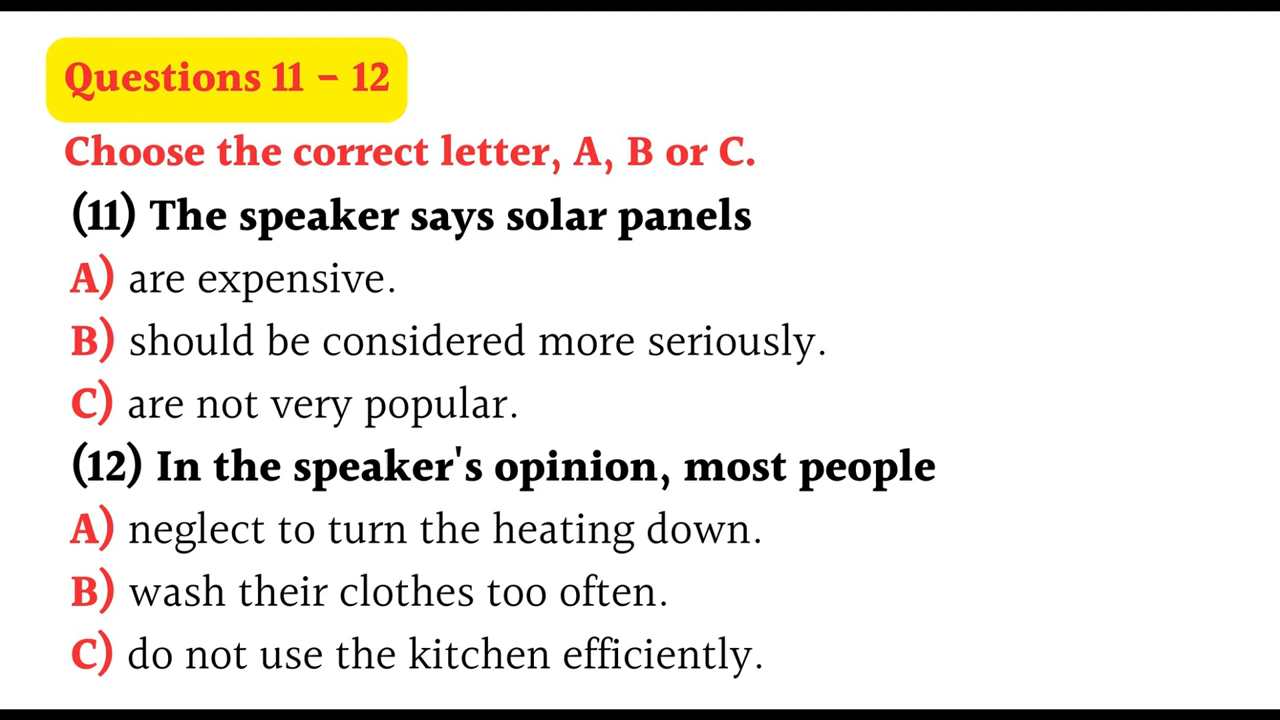 Questions 11 – 12
Choose the correct letter, A, B or C.
(11) The speaker says solar panels
A) are expensive.
B) should be considered more seriously.
C) are not very popular.
(12) In the speaker's opinion, most people
A) neglect to turn the heating down.
B) wash their clothes too often.
C) do not use the kitchen efficiently.